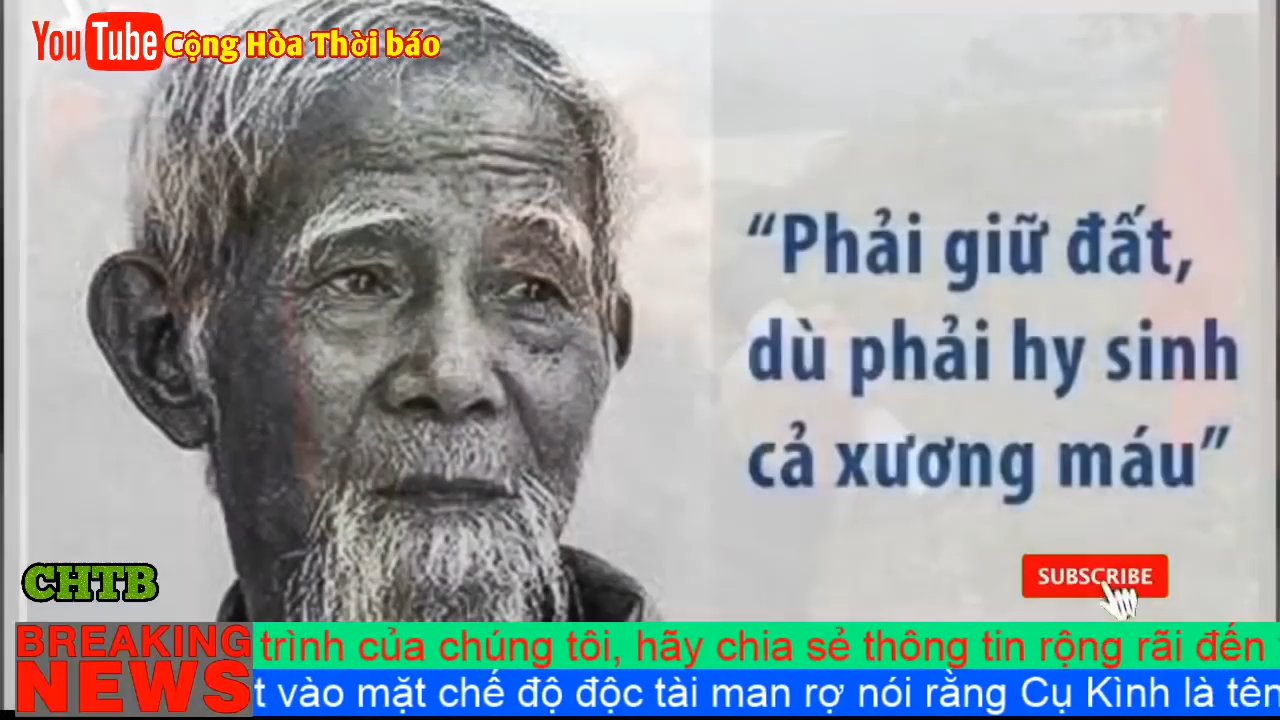 YouTube Cộng Hòa Thời báo
“Phải giữ đất,
dù phải hy sinh
cả xương máu”
SUBSCRIBE
CHTB
BREAKING
NEWS
trình của chúng tôi, hãy chia sẻ thông tin rộng rãi đến
t vào mặt chế độ độc tài man rợ nói rằng Cụ Kình là tên